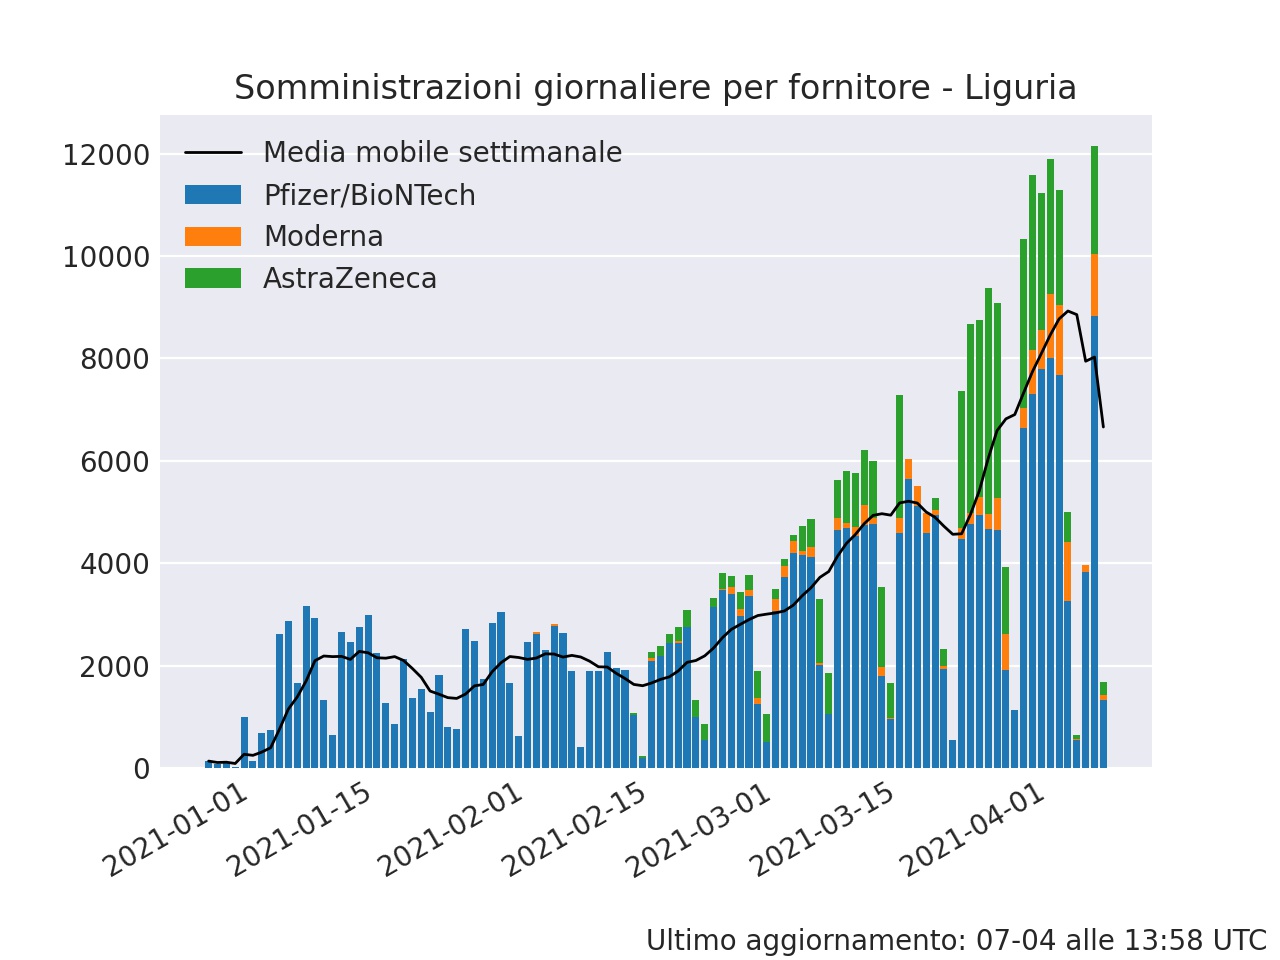 Somministrazioni giornaliere per fornitore - Liguria
Media mobile settimanale
Pfizer/BioNTech
Moderna
AstraZeneca
12000
10000
8000
6000
4000
2000
0
2021-01-01
2021-01-15
2021-02-01
2021-02-15
2021-03-01
2021-03-15
2021-04-01
Ultimo aggiornamento: 07-04 alle 13:58 UTC